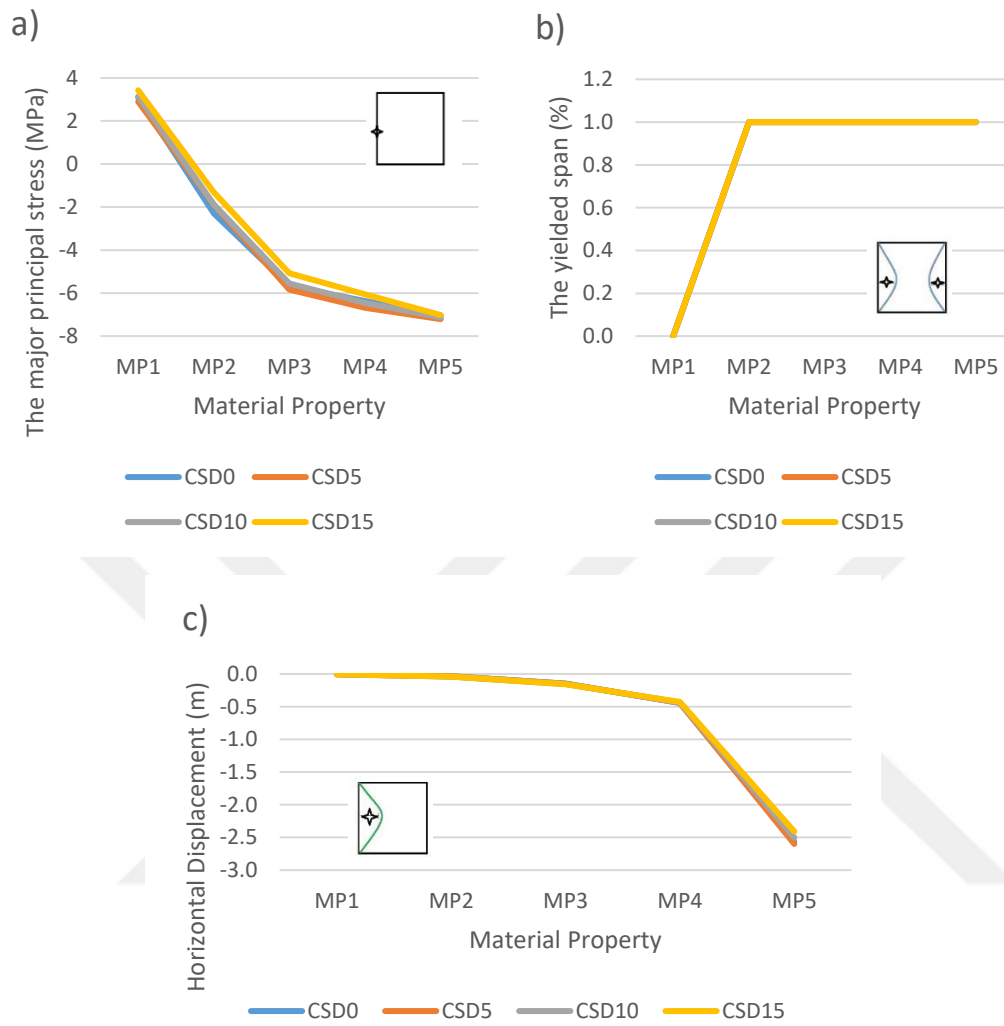 a)
The major principal stress (MPa)
4
2
0
-2
-4
-6
-8
MP1 MP2 MP3 MP4 MP5
Material Property
CSD0 CSD5
CSD10 CSD15
b)
The yielded span (%)
1.2
1.0
0.8
0.6
0.4
0.2
0.0
MP1 MP2 MP3 MP4 MP5
Material Property
CSD0 CSD5
CSD10 CSD15
c)
Horizontal Displacement (m)
0.0
-0.5
-1.0
-1.5
-2.0
-2.5
-3.0
MP1 MP2 MP3 MP4 MP5
Material Property
CSD0 CSD5 CSD10 CSD15